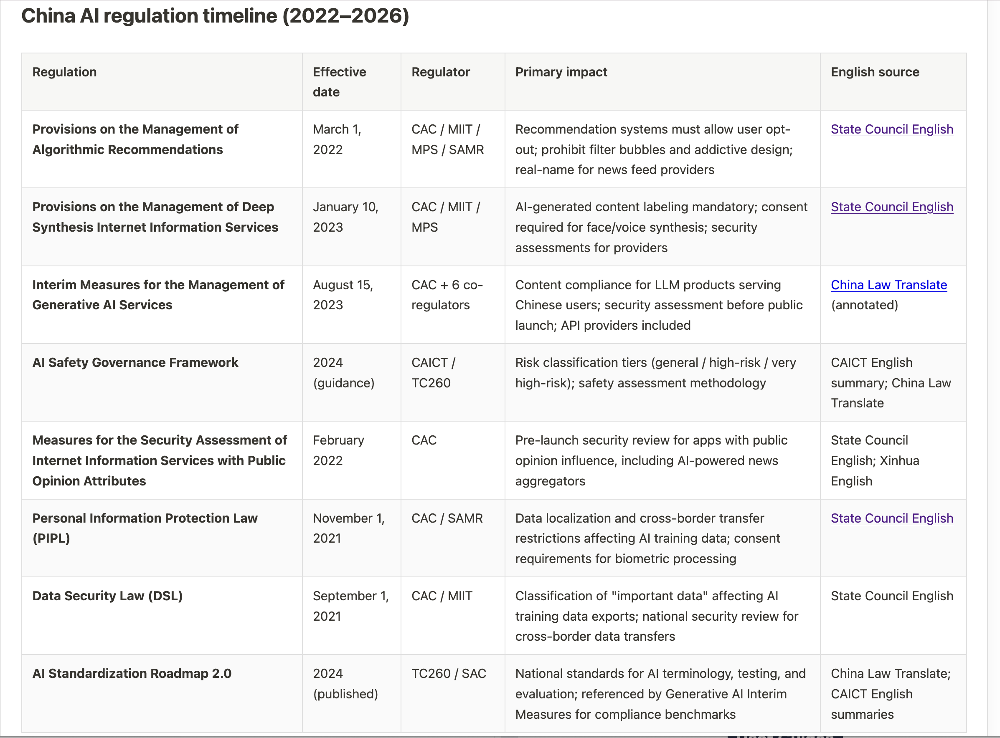 China AI regulation timeline (2022–2026)
Regulation
Effective
date
Regulator
Primary impact
English source
Provisions on the Management of
Algorithmic Recommendations
March 1,
2022
CAC / MIIT /
MPS / SAMR
Recommendation systems must allow user opt-
out; prohibit filter bubbles and addictive design;
real-name for news feed providers
State Council English
Provisions on the Management of Deep
Synthesis Internet Information Services
January 10,
2023
CAC / MIIT /
MPS
AI-generated content labeling mandatory; consent
required for face/voice synthesis; security
assessments for providers
State Council English
Interim Measures for the Management of
Generative AI Services
August 15,
2023
CAC + 6 co-
regulators
Content compliance for LLM products serving
Chinese users; security assessment before public
launch; API providers included
China Law Translate
(annotated)
AI Safety Governance Framework
2024
(guidance)
CAICT /
TC260
Risk classification tiers (general / high-risk / very
high-risk); safety assessment methodology
CAICT English
summary; China Law
Translate
Measures for the Security Assessment of
Internet Information Services with Public
Opinion Attributes
February
2022
CAC
Pre-launch security review for apps with public
opinion influence, including AI-powered news
aggregators
State Council
English; Xinhua
English
Personal Information Protection Law
(PIPL)
November 1,
2021
CAC / SAMR
Data localization and cross-border transfer
restrictions affecting AI training data; consent
requirements for biometric processing
State Council English
Data Security Law (DSL)
September 1,
2021
CAC / MIIT
Classification of "important data" affecting AI
training data exports; national security review for
cross-border data transfers
State Council English
AI Standardization Roadmap 2.0
2024
(published)
TC260 / SAC
National standards for AI terminology, testing, and
evaluation; referenced by Generative AI Interim
Measures for compliance benchmarks
China Law Translate;
CAICT English
summaries